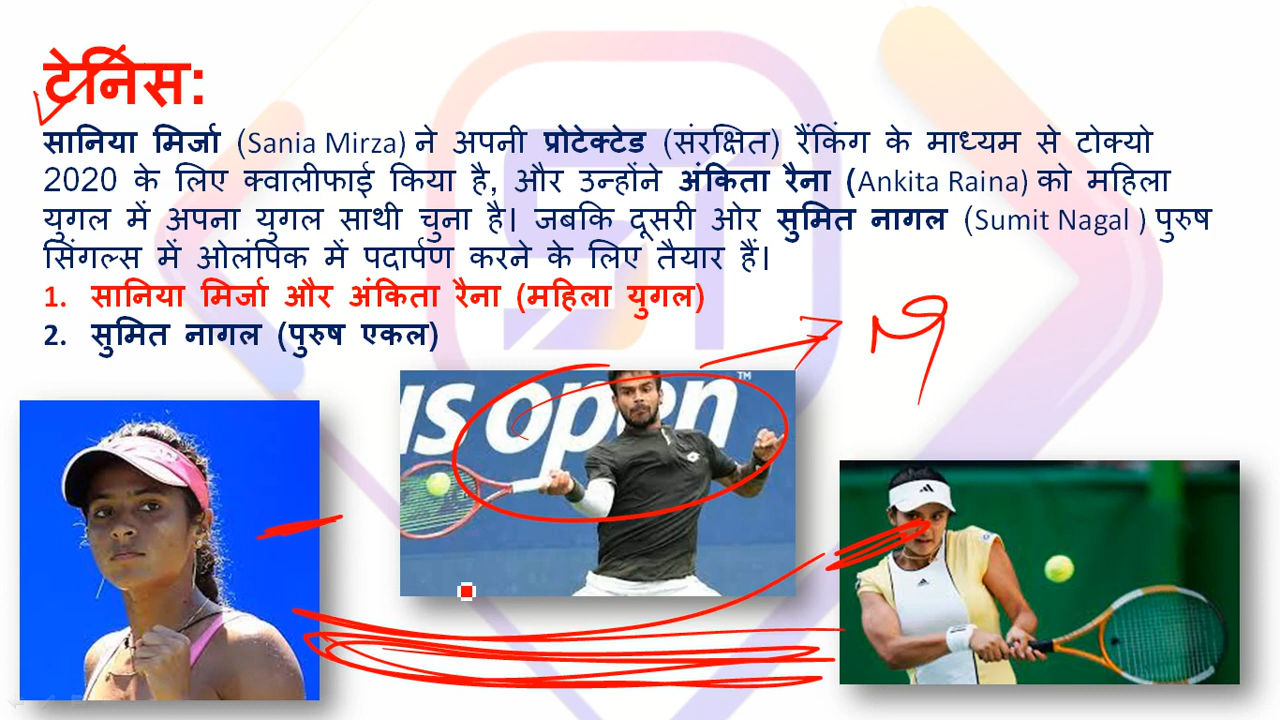 टेनिस:
सानिया मिर्जा (Sania Mirza) ने अपनी प्रोटेक्टेड (संरक्षित) रैंकिंग के माध्यम से टोक्यो
2020 के लिए क्वालीफाई किया है, और उन्होंने अंकिता रैना (Ankita Raina) को महिला
युगल में अपना युगल साथी चुना है। जबकि दूसरी ओर सुमित नागल (Sumit Nagal ) पुरुष
सिंगल्स में ओलंपिक में पदार्पण करने के लिए तैयार हैं।
1. सानिया मिर्जा और अंकिता रैना (महिला युगल)
2. सुमित नागल (पुरुष एकल)
us open™